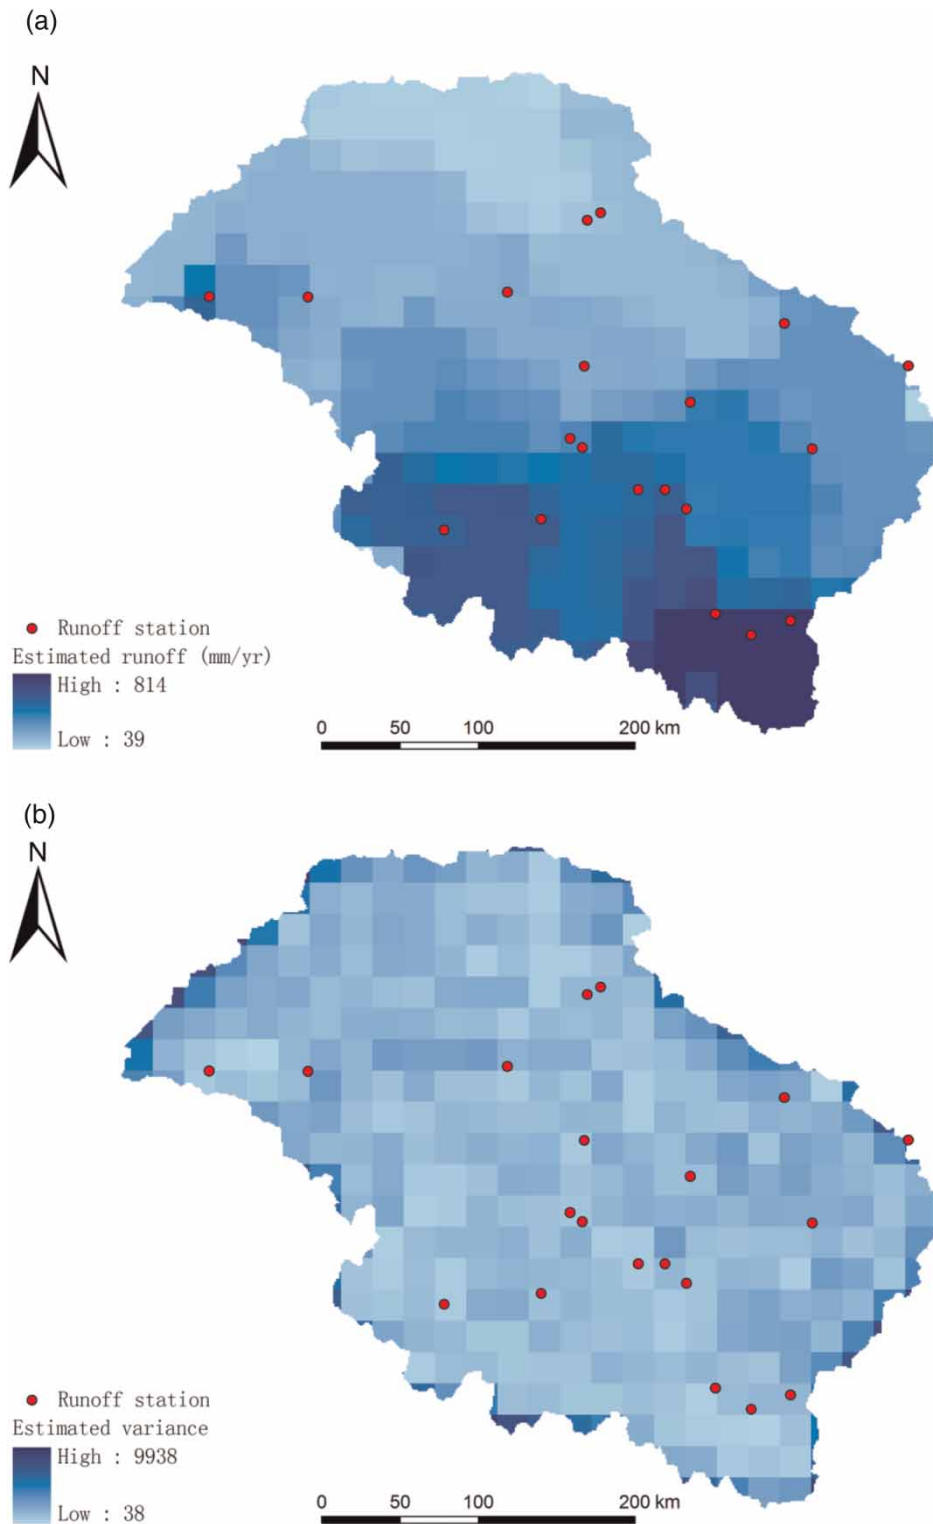 (a)
N
Runoff station
Estimated runoff (mm/yr)
High : 814
Low : 39
0 50 100 200 km
(b)
N
Runoff station
Estimated variance
High : 9938
Low : 38
0 50 100 200 km